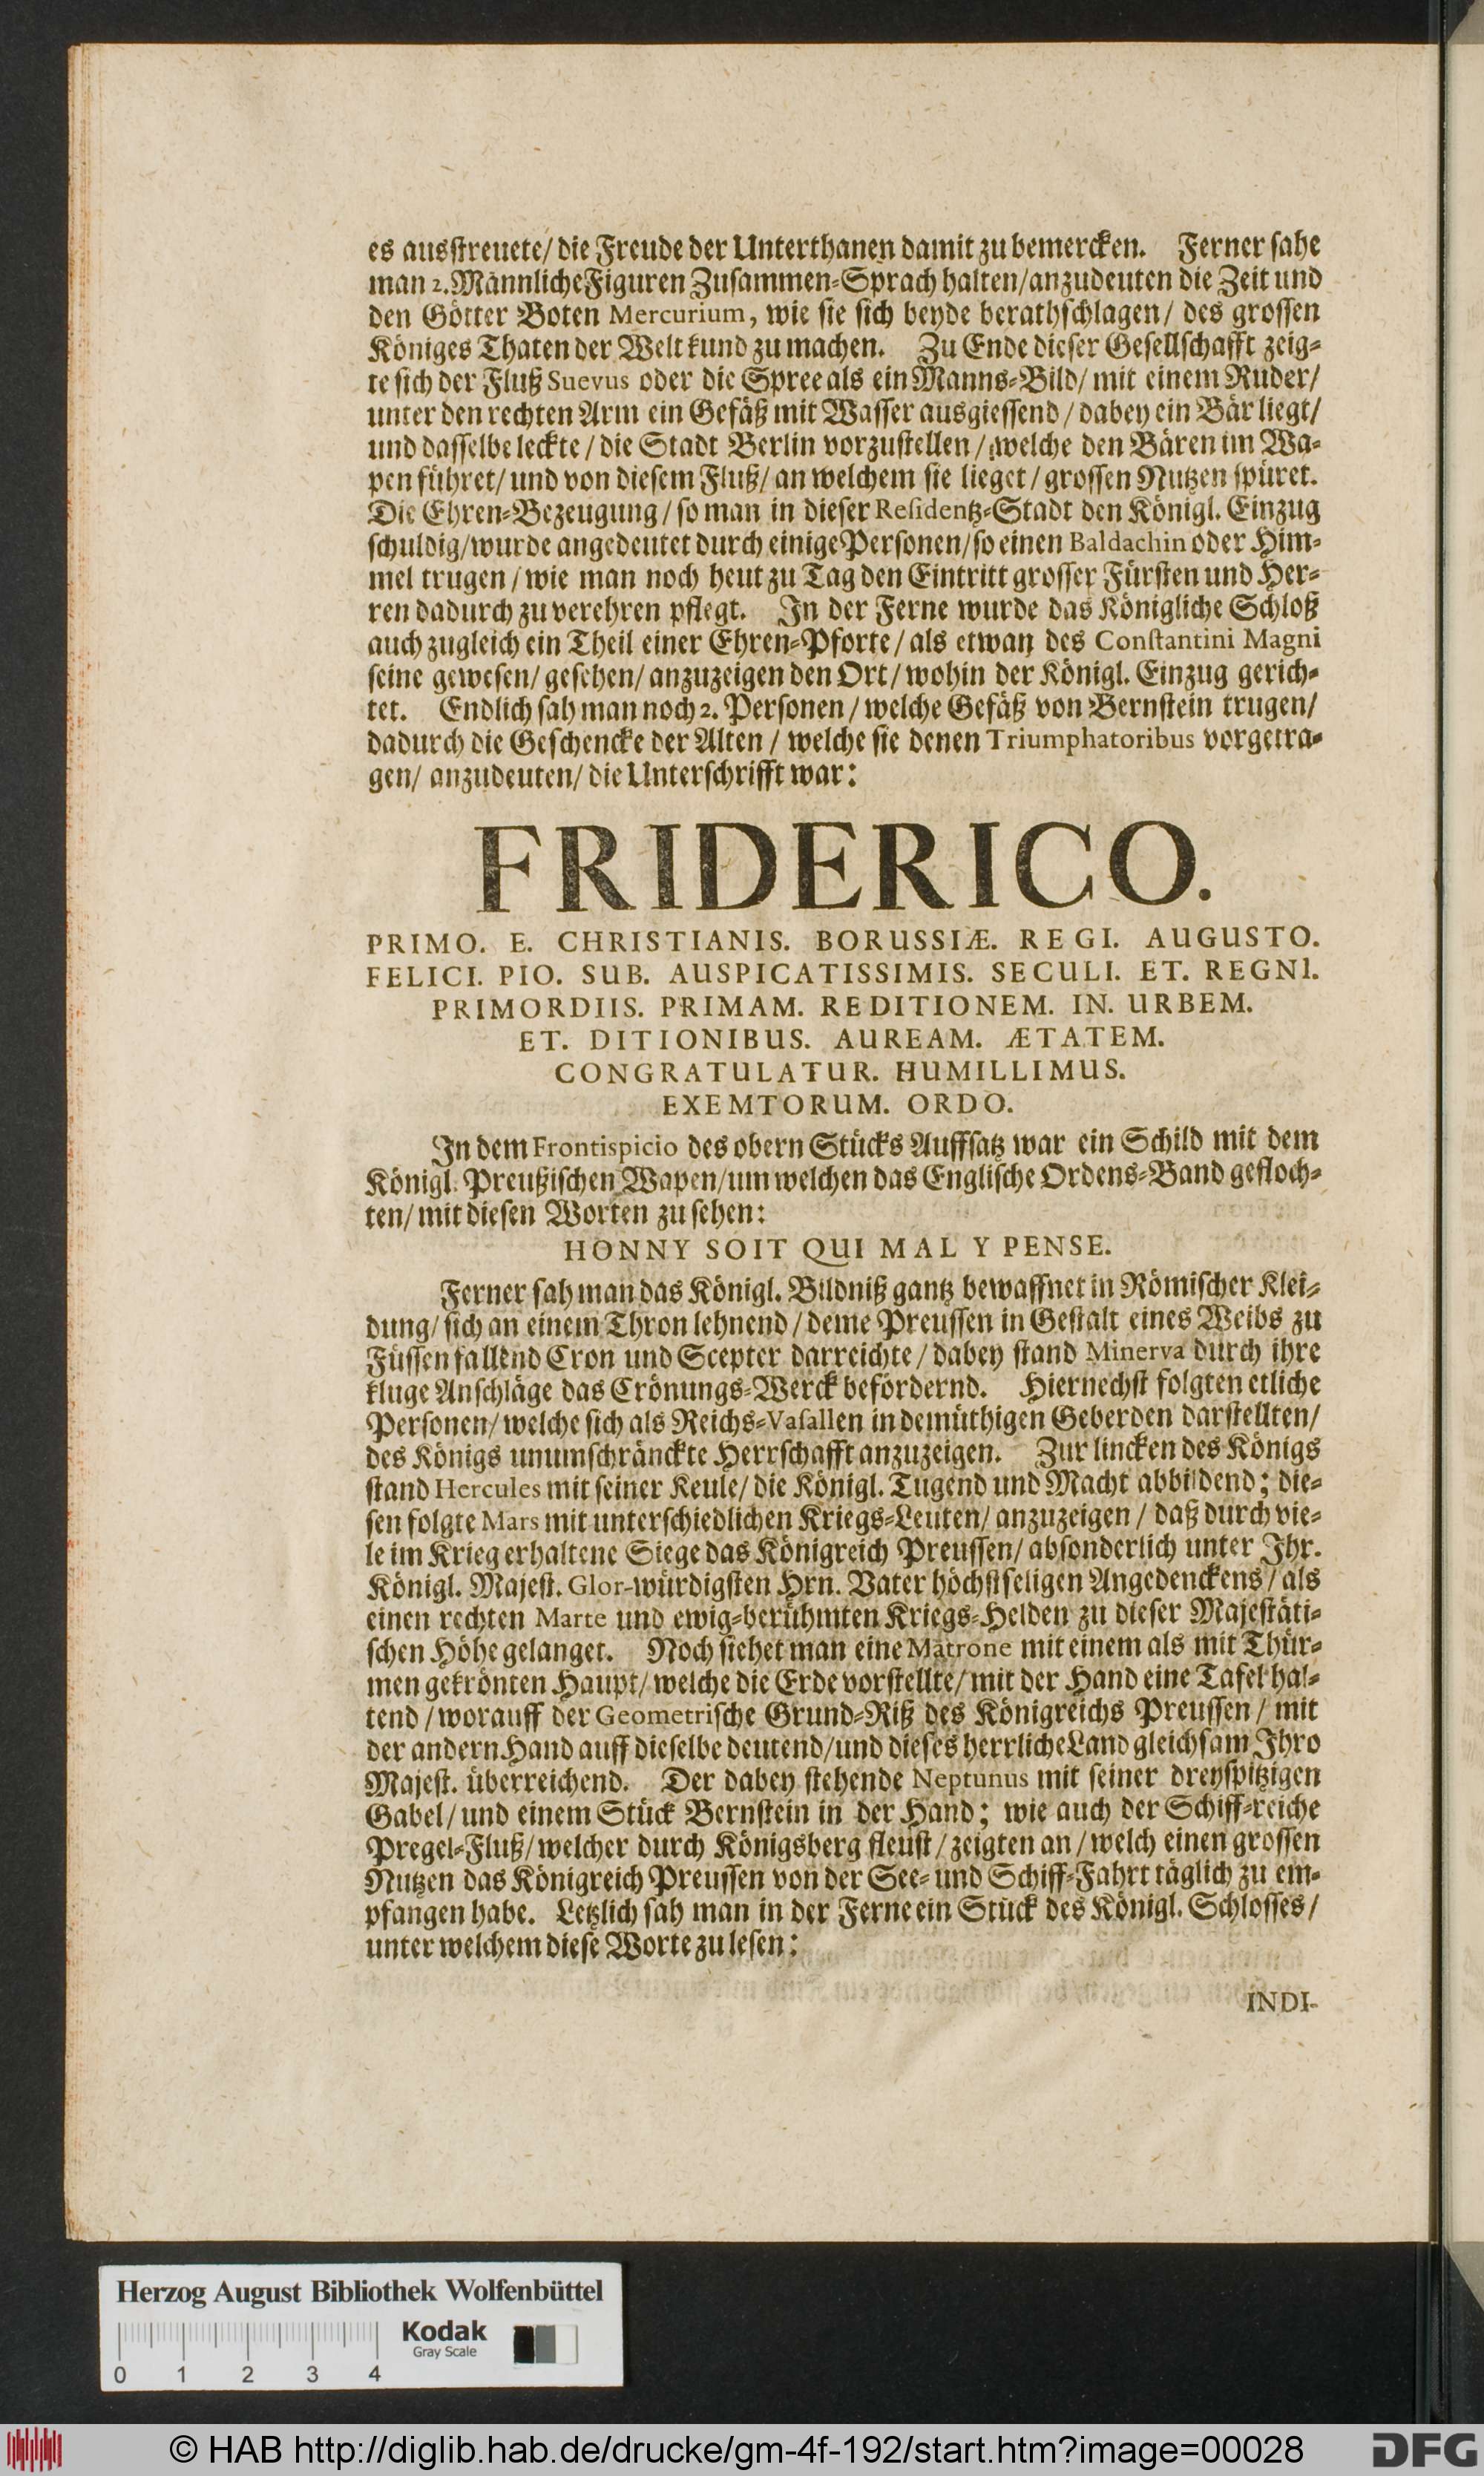 es ausstreuete/ die Freude der Unterthanen damit zu bemercken. Ferner sahe
man 2. Männliche Figuren Zusammen-Sprach halten/ anzudeuten die Zeit und
den Götter Boten Mercurium, wie sie sich beyde berathschlagen/ des grossen
Königes Thaten der Welt kund zu machen. Zu Ende dieser Gesellschafft zeig-
te sich der Fluß Suevus oder die Spree als ein Manns-Bild/ mit einem Ruder/
unter den rechten Arm ein Gefäß mit Wasser ausgiessend/ dabey ein Bär liegt/
und dasselbe leckte/ die Stadt Berlin vorzustellen/ welche den Bären im Wa-
pen führet/ und von diesem Fluß/ an welchem sie lieget/ grossen Nutzen spüret.
Die Ehren-Bezeugung/ so man in dieser Residentz-Stadt den Königl. Einzug
schuldig/ wurde angedeutet durch einige Personen/ so einen Baldachin oder Him-
mel trugen/ wie man noch heut zu Tag den Eintritt grosser Fürsten und Her-
ren dadurch zu verehren pflegt. In der Ferne wurde das Königliche Schloß
auch zugleich ein Theil einer Ehren-Pforte/ als etwan des Constantini Magni
seine gewesen/ gesehen/ anzuzeigen den Ort/ wohin der Königl. Einzug gerich-
tet. Endlich sah man noch 2. Personen/ welche Gefäß von Bernstein trugen/
dadurch die Geschencke der Alten/ welche sie denen Triumphatoribus vorgetra-
gen/ anzudeuten/ die Unterschrifft war:
FRIDERICO.
PRIMO. E. CHRISTIANIS. BORUSSIÆ. REGI. AUGUSTO.
FELICI. PIO. SUB. AUSPICATISSIMIS. SECULI. ET. REGNI.
PRIMORDIIS. PRIMAM. REDITIONEM. IN. URBEM.
ET. DITIONIBUS. AUREAM. ÆTATEM.
CONGRATULATUR. HUMILLIMUS.
EXEMTORUM. ORDO.
In dem Frontispicio des obern Stücks Auffsatz war ein Schild mit dem
Königl. Preußischen Wapen/ um welchen das Englische Ordens-Band gefloch-
ten/ mit diesen Worten zu sehen:
HONNY SOIT QUI MAL Y PENSE.
Ferner sah man das Königl. Bildniß gantz bewaffnet in Römischer Klei-
dung/ sich an einem Thron lehnend/ deme Preussen in Gestalt eines Weibs zu
Füssen fallend Cron und Scepter darreichte/ dabey stand Minerva durch ihre
kluge Anschläge das Crönungs-Werck befördernd. Hiernechst folgten etliche
Personen/ welche sich als Reichs-Vasallen in demüthigen Geberden darstellten/
des Königs unumschränckte Herrschafft anzuzeigen. Zur lincken des Königs
stand Hercules mit seiner Keule/ die Königl. Tugend und Macht abbildend; die-
sen folgte Mars mit unterschiedlichen Kriegs-Leuten/ anzuzeigen/ daß durch vie-
le im Krieg erhaltene Siege das Königreich Preussen/ absonderlich unter Ihr.
Königl. Majest. Glor-würdigsten Hrn. Vater höchstseligen Angedenckens/ als
einen rechten Marte und ewig-berühmten Kriegs-Helden zu dieser Majestäti-
schen Höhe gelanget. Noch siehet man eine Matrone mit einem als mit Thür-
men gekrönten Haupt/ welche die Erde vorstellte/ mit der Hand eine Tafel hal-
tend/ worauff der Geometrische Grund-Riß des Königreichs Preussen/ mit
der andern Hand auff dieselbe deutend/ und dieses herrliche Land gleichsam Ihro
Majest. überreichend. Der dabey stehende Neptunus mit seiner dreyspitzigen
Gabel/ und einem Stück Bernstein in der Hand; wie auch der Schiff-reiche
Pregel-Fluß/ welcher durch Königsberg fleust/ zeigten an/ welch einen grossen
Nutzen das Königreich Preussen von der See- und Schiff-Fahrt täglich zu em-
pfangen habe. Letzlich sah man in der Ferne ein Stück des Königl. Schlosses/
unter welchem diese Worte zu lesen:
INDI-
Herzog August Bibliothek Wolfenbüttel
Kodak
Gray Scale
0 1 2 3 4
© HAB http://diglib.hab.de/drucke/gm-4f-192/start.htm?image=00028
DFG